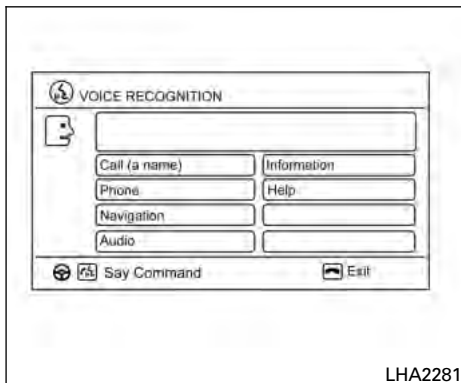 VOICE RECOGNITION
Call (a name) Information
Phone Help
Navigation
Audio
Say Command Exit
LHA2281